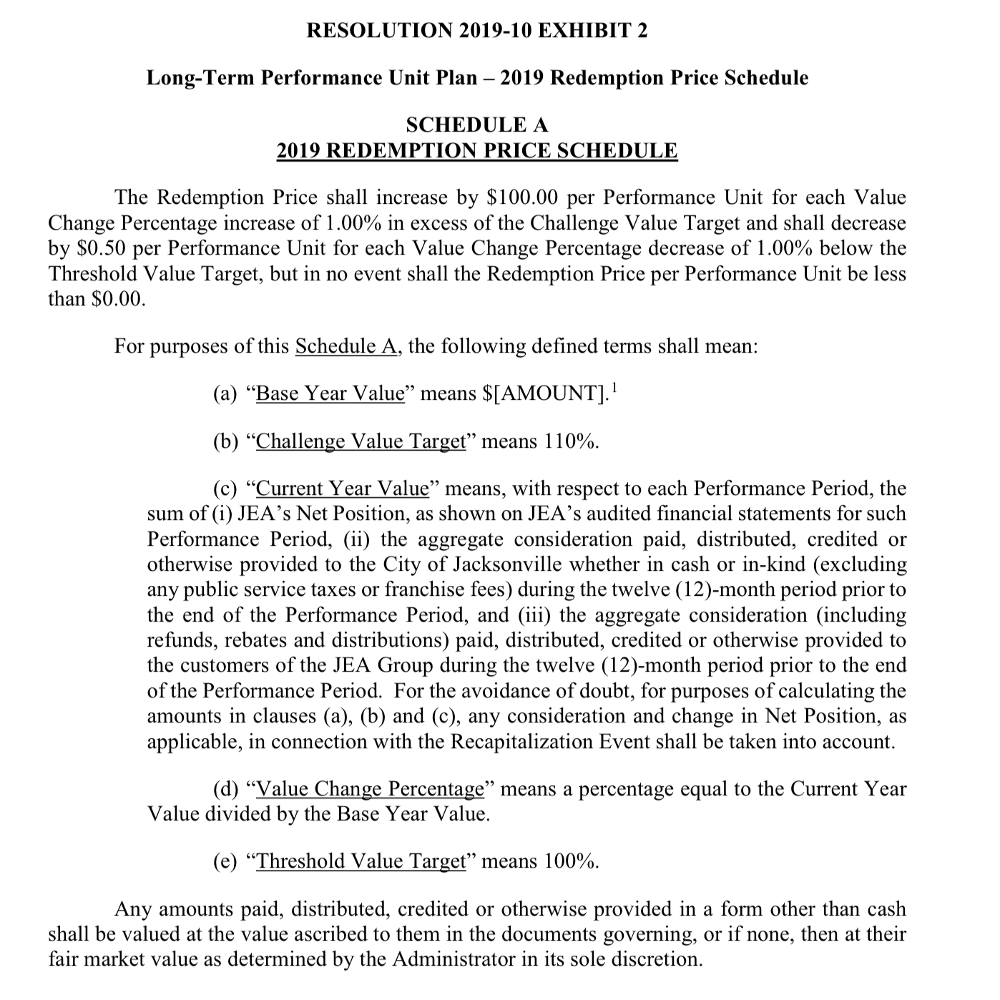 RESOLUTION 2019-10 EXHIBIT 2
Long-Term Performance Unit Plan – 2019 Redemption Price Schedule
SCHEDULE A
2019 REDEMPTION PRICE SCHEDULE
The Redemption Price shall increase by $100.00 per Performance Unit for each Value
Change Percentage increase of 1.00% in excess of the Challenge Value Target and shall decrease
by $0.50 per Performance Unit for each Value Change Percentage decrease of 1.00% below the
Threshold Value Target, but in no event shall the Redemption Price per Performance Unit be less
than $0.00.
For purposes of this Schedule A, the following defined terms shall mean:
(a) “Base Year Value” means $[AMOUNT].¹
(b) “Challenge Value Target” means 110%.
(c) “Current Year Value” means, with respect to each Performance Period, the
sum of (i) JEA’s Net Position, as shown on JEA’s audited financial statements for such
Performance Period, (ii) the aggregate consideration paid, distributed, credited or
otherwise provided to the City of Jacksonville whether in cash or in-kind (excluding
any public service taxes or franchise fees) during the twelve (12)-month period prior to
the end of the Performance Period, and (iii) the aggregate consideration (including
refunds, rebates and distributions) paid, distributed, credited or otherwise provided to
the customers of the JEA Group during the twelve (12)-month period prior to the end
of the Performance Period.  For the avoidance of doubt, for purposes of calculating the
amounts in clauses (a), (b) and (c), any consideration and change in Net Position, as
applicable, in connection with the Recapitalization Event shall be taken into account.
(d) “Value Change Percentage” means a percentage equal to the Current Year
Value divided by the Base Year Value.
(e) “Threshold Value Target” means 100%.
Any amounts paid, distributed, credited or otherwise provided in a form other than cash
shall be valued at the value ascribed to them in the documents governing, or if none, then at their
fair market value as determined by the Administrator in its sole discretion.